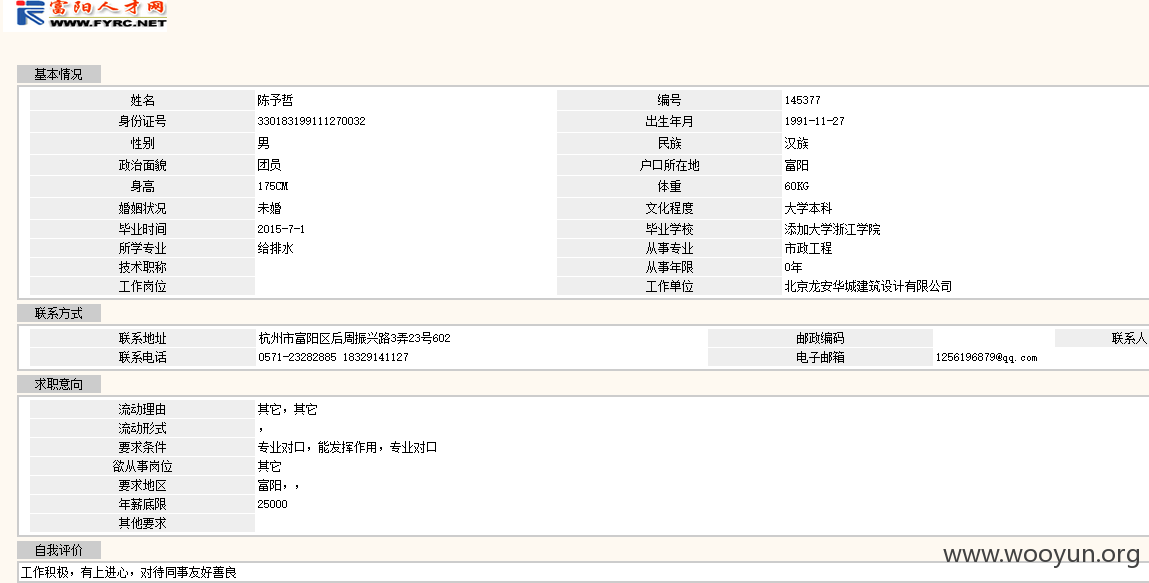 富阳人才网
WWW.FYRC.NET
基本情况
姓名 陈予哲 编号 145377
身份证号 330183199111270032 出生年月 1991-11-27
性别 男 民族 汉族
政治面貌 团员 户口所在地 富阳
身高 175CM 体重 60KG
婚姻状况 未婚 文化程度 大学本科
毕业时间 2015-7-1 毕业学校 添加大学浙江学院
所学专业 给排水 从事专业 市政工程
技术职称 从事年限 0年
工作岗位 工作单位 北京龙安华城建筑设计有限公司
联系方式
联系地址 杭州市富阳区后周振兴路3弄23号602 邮政编码 联系人
联系电话 0571-23282885 18329141127 电子邮箱 1256196879@qq.com
求职意向
流动理由 其它，其它
流动形式 ，
要求条件 专业对口，能发挥作用，专业对口
欲从事岗位 其它
要求地区 富阳，，
年薪底限 25000
其他要求
自我评价
工作积极，有上进心，对待同事友好善良
www.wooyun.org